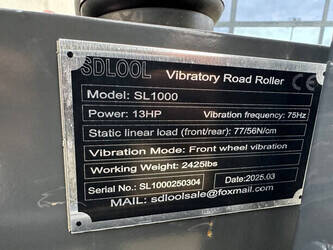 SDLOOL Vibratory Road Roller CE
Model: SL1000
Power: 13HP Vibration frequency: 75Hz
Static linear load (front/rear): 77/56N/cm
Vibration Mode: Front wheel vibration
Working Weight: 2425lbs
Serial No.: SL1000250304 Date:2025.03
MAIL: sdloolsale@foxmail.com